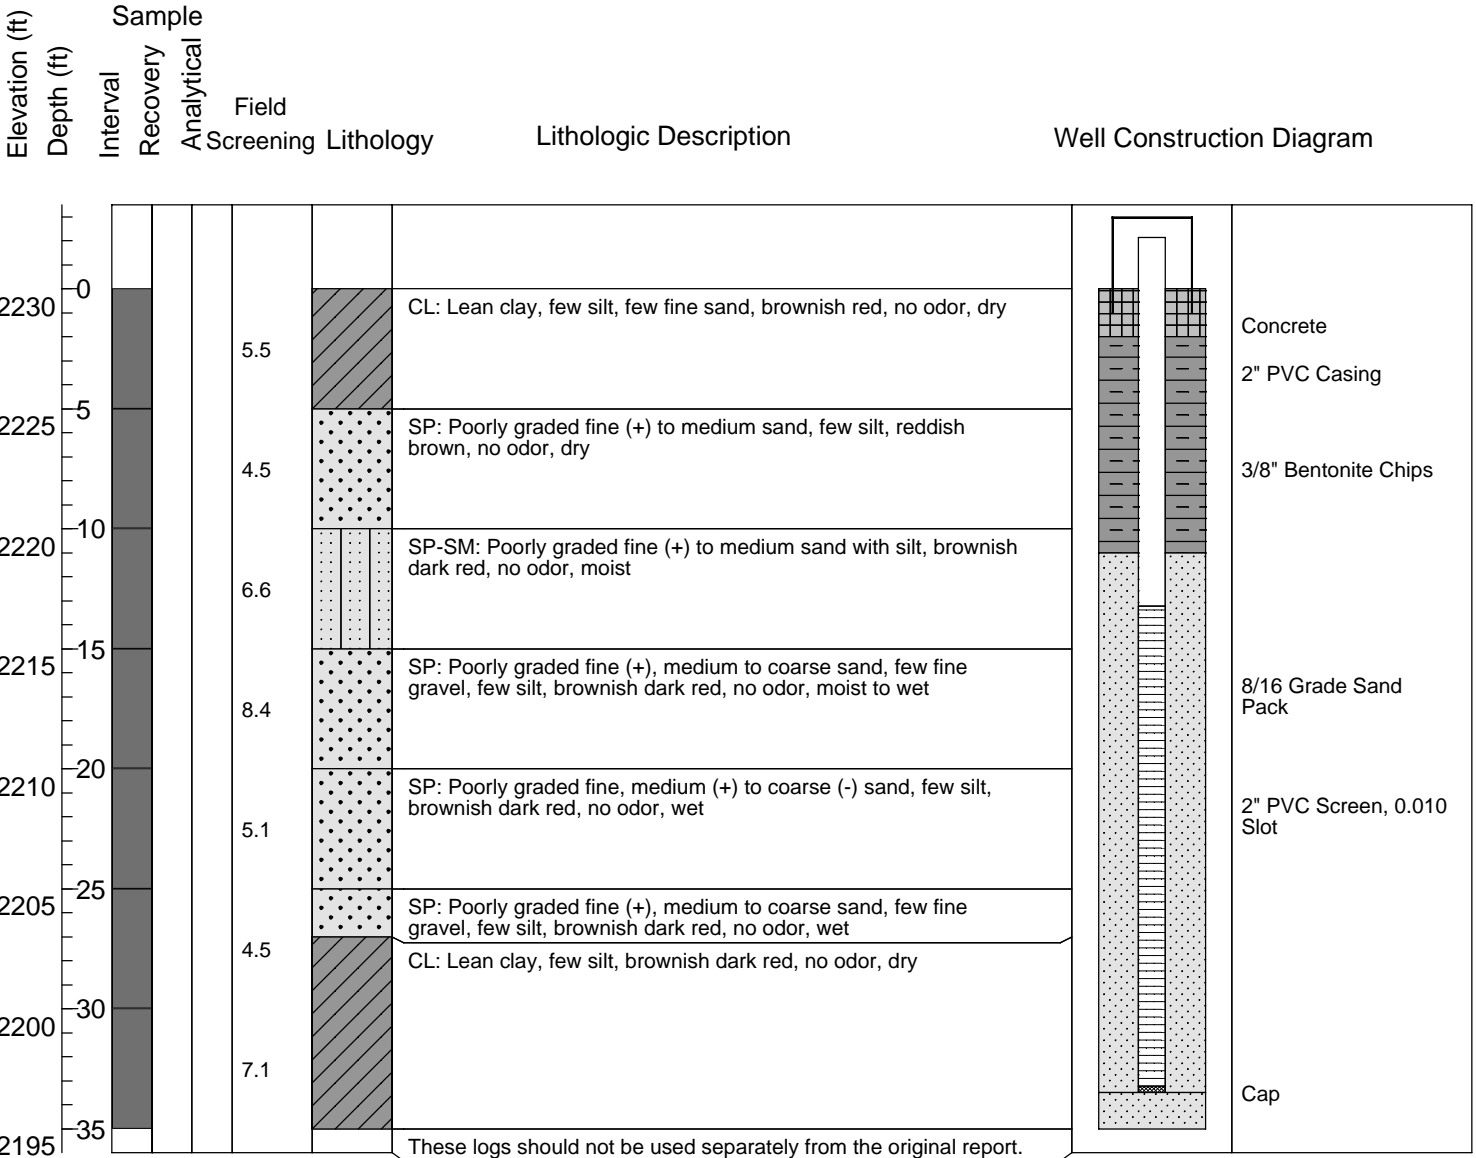 Elevation (ft)
Depth (ft)
Sample
Interval
Recovery
Analytical
Field
Screening
Lithology
Lithologic Description
Well Construction Diagram
0
2230
CL: Lean clay, few silt, few fine sand, brownish red, no odor, dry
Concrete
5.5
2" PVC Casing
5
2225
SP: Poorly graded fine (+) to medium sand, few silt, reddish
brown, no odor, dry
4.5
3/8" Bentonite Chips
10
2220
SP-SM: Poorly graded fine (+) to medium sand with silt, brownish
dark red, no odor, moist
6.6
15
2215
SP: Poorly graded fine (+), medium to coarse sand, few fine
gravel, few silt, brownish dark red, no odor, moist to wet
8/16 Grade Sand
Pack
8.4
20
2210
SP: Poorly graded fine, medium (+) to coarse (-) sand, few silt,
brownish dark red, no odor, wet
2" PVC Screen, 0.010
Slot
5.1
25
2205
SP: Poorly graded fine (+), medium to coarse sand, few fine
gravel, few silt, brownish dark red, no odor, wet
4.5
CL: Lean clay, few silt, brownish dark red, no odor, dry
30
2200
7.1
Cap
35
2195
These logs should not be used separately from the original report.